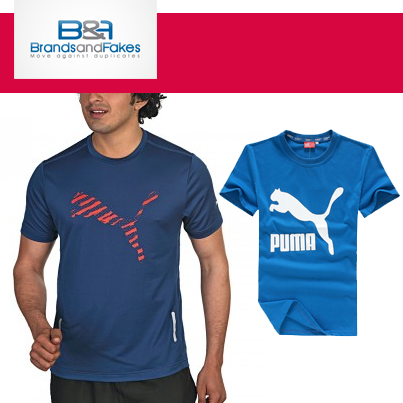 B&A
BrandsandFakes
Move against duplicates
PUMA